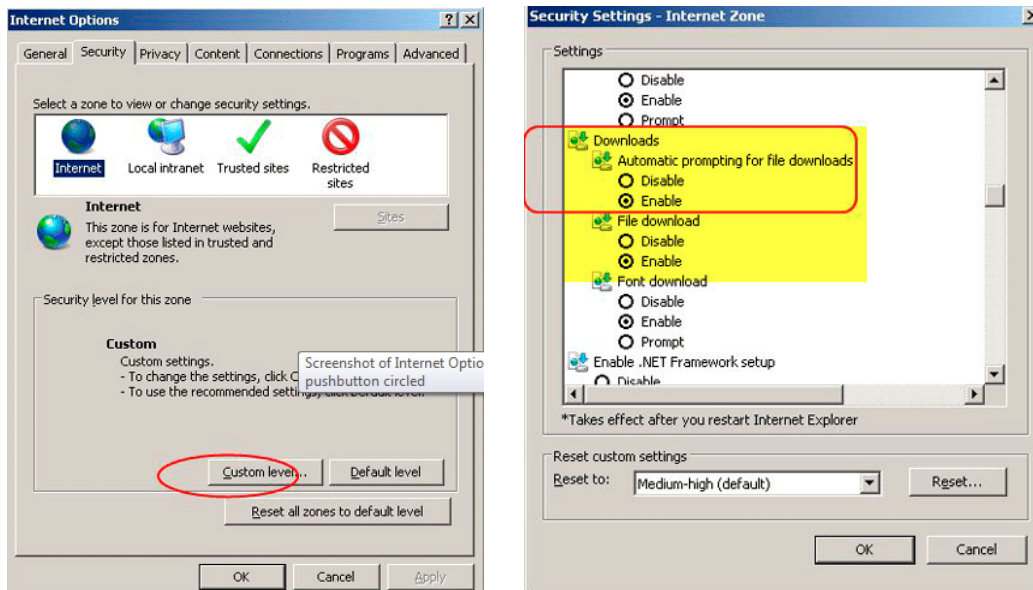 Internet Options
General Security Privacy Content Connections Programs Advanced
Select a zone to view or change security settings.
Internet Local intranet Trusted sites Restricted
sites
Internet
Sites
This zone is for Internet websites,
except those listed in trusted and
restricted zones.
Security level for this zone
Custom
Custom settings.
- To change the settings, click C
- To use the recommended settings, click Default level.
Screenshot of Internet Optio
pushbutton circled
Custom level... Default level
Reset all zones to default level
OK Cancel Apply
Security Settings - Internet Zone
Settings
Disable
Enable
Prompt
Downloads
Automatic prompting for file downloads
Disable
Enable
File download
Disable
Enable
Font download
Disable
Enable
Prompt
Enable .NET Framework setup
Disable
*Takes effect after you restart Internet Explorer
Reset custom settings
Reset to: Medium-high (default) Reset...
OK Cancel